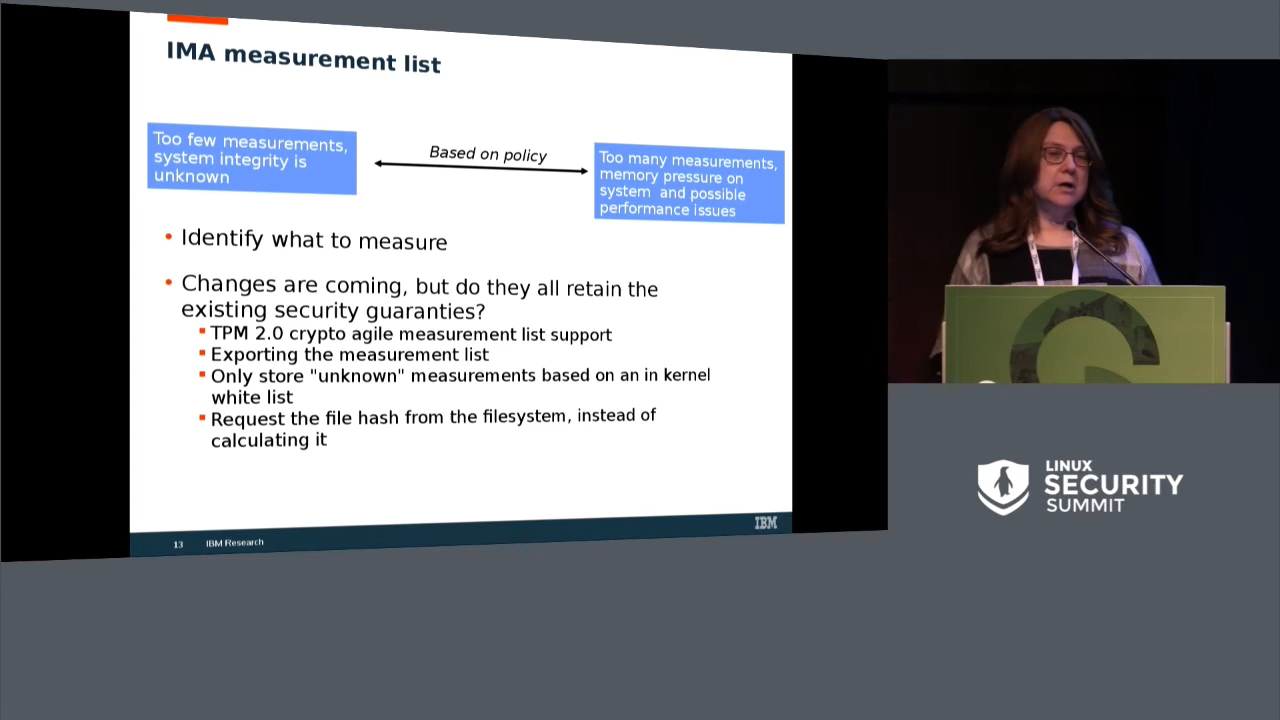 IMA measurement list
Too few measurements,
system integrity is
unknown
Based on policy
Too many measurements,
memory pressure on
system and possible
performance issues
• Identify what to measure
• Changes are coming, but do they all retain the
existing security guaranties?
▪ TPM 2.0 crypto agile measurement list support
▪ Exporting the measurement list
▪ Only store "unknown" measurements based on an in kernel
white list
▪ Request the file hash from the filesystem, instead of
calculating it
13 IBM Research
IBM
LINUX
SECURITY
SUMMIT